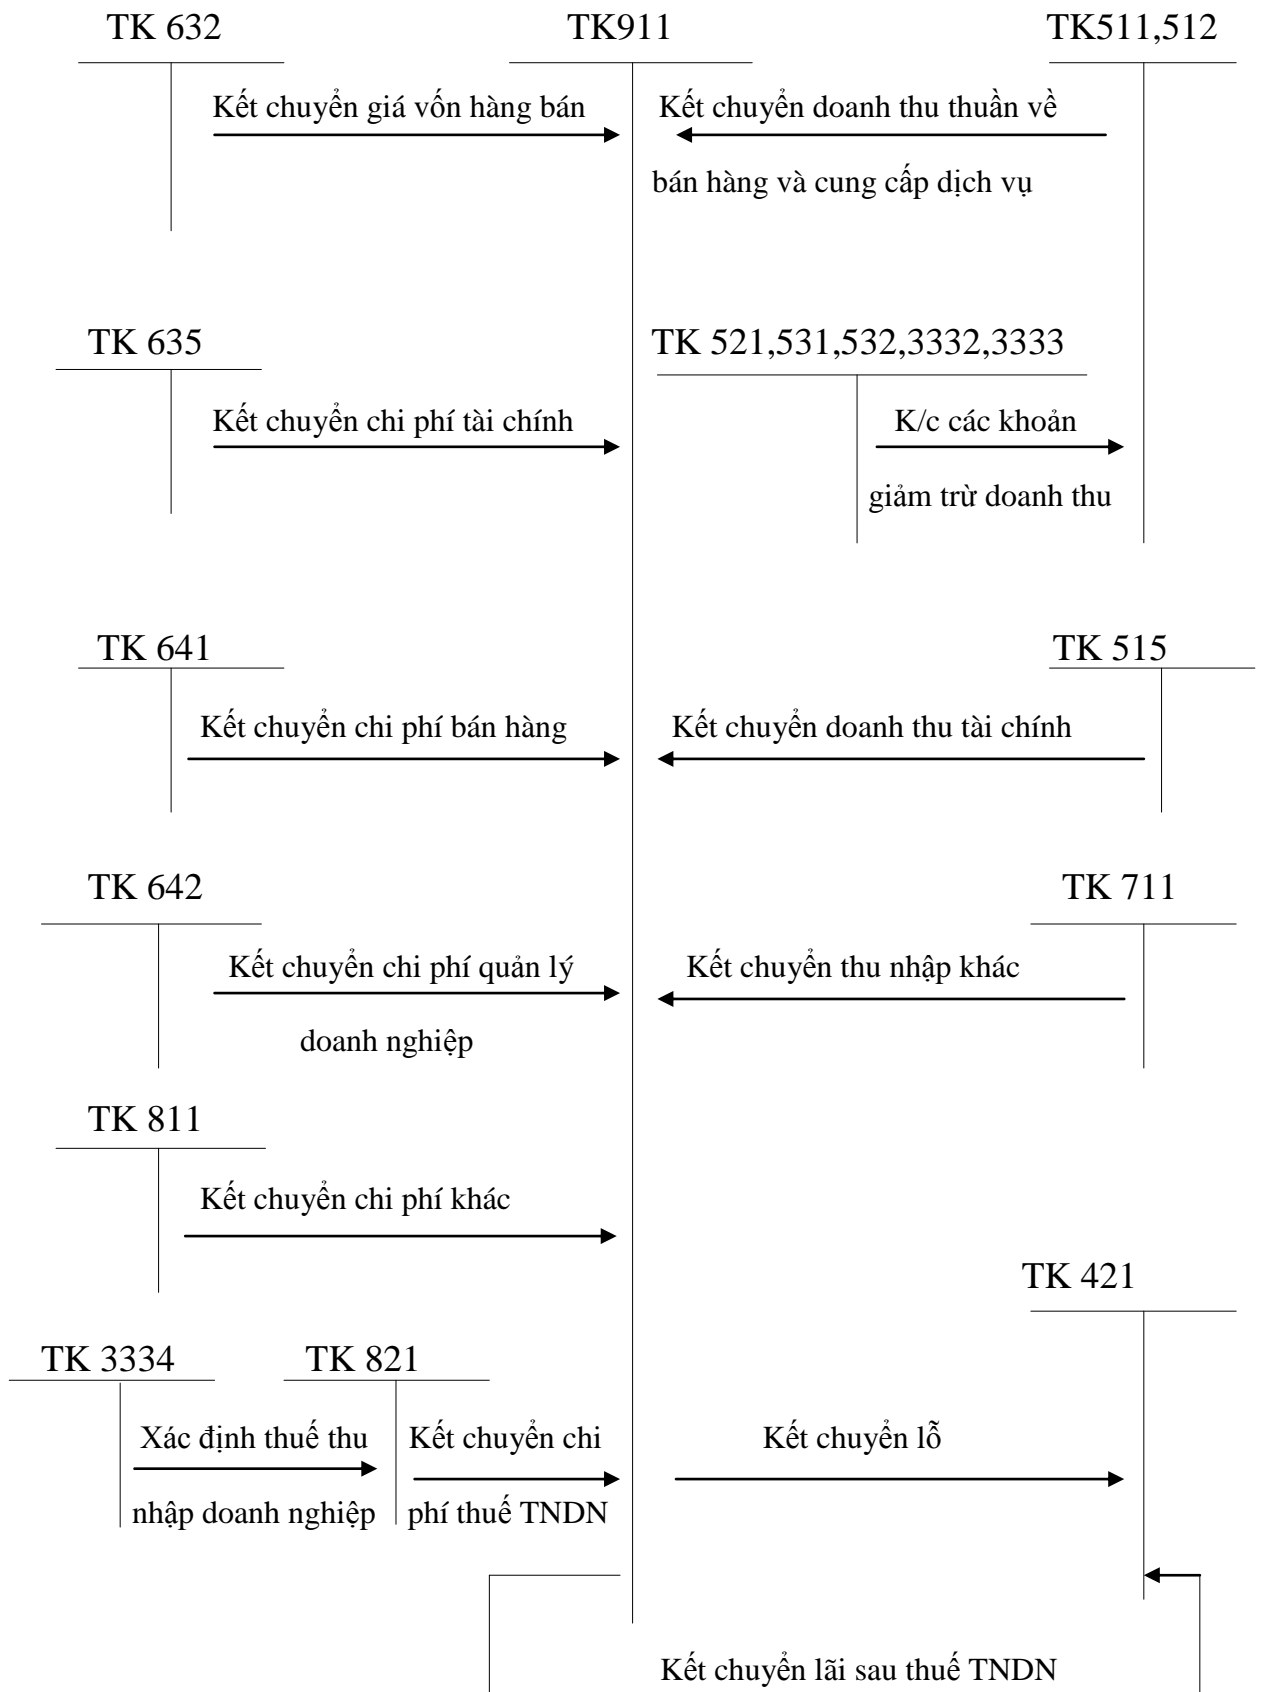 TK 632
TK911
TK511,512
Kết chuyển giá vốn hàng bán
Kết chuyển doanh thu thuần về
bán hàng và cung cấp dịch vụ
TK 635
TK 521,531,532,3332,3333
Kết chuyển chi phí tài chính
K/c các khoản
giảm trừ doanh thu
TK 641
TK 515
Kết chuyển chi phí bán hàng
Kết chuyển doanh thu tài chính
TK 642
TK 711
Kết chuyển chi phí quản lý
doanh nghiệp
Kết chuyển thu nhập khác
TK 811
Kết chuyển chi phí khác
TK 421
TK 3334
TK 821
Xác định thuế thu
nhập doanh nghiệp
Kết chuyển chi
phí thuế TNDN
Kết chuyển lỗ
Kết chuyển lãi sau thuế TNDN